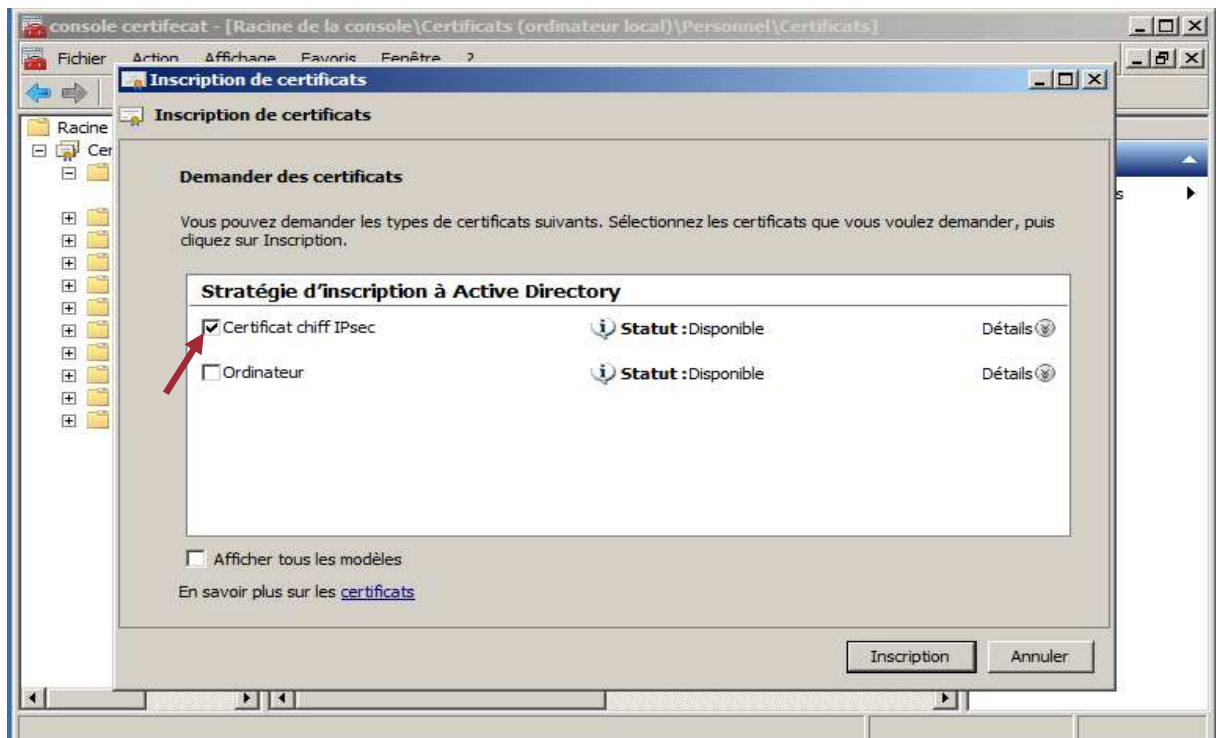 console certifecat - [Racine de la console\Certificats (ordinateur local)\Personnel\Certificats]
Fichier Action Affichage Favoris Fenêtre ?
Inscription de certificats
Inscription de certificats
Racine
Cer
Demander des certificats
Vous pouvez demander les types de certificats suivants. Sélectionnez les certificats que vous voulez demander, puis
cliquez sur Inscription.
s
Stratégie d'inscription à Active Directory
Certificat chiff IPsec Statut : Disponible Détails
Ordinateur Statut : Disponible Détails
Afficher tous les modèles
En savoir plus sur les certificats
Inscription Annuler